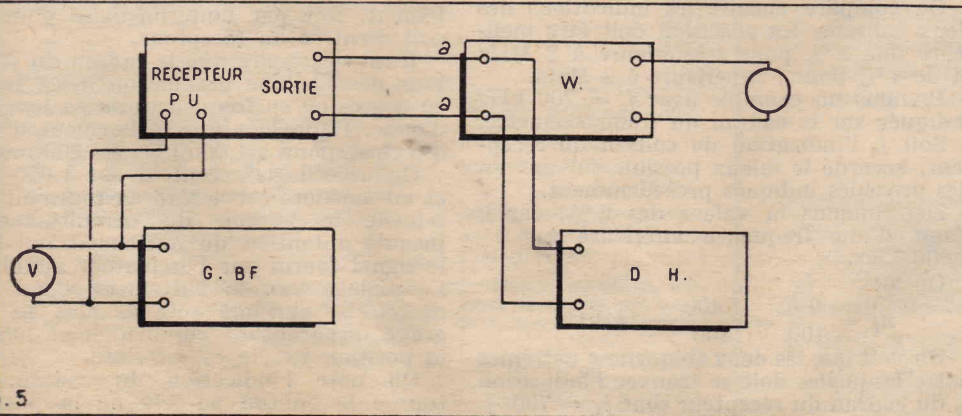 RECEPTEUR
P U
SORTIE
a
a
W.
V
G. BF
D H.
.5